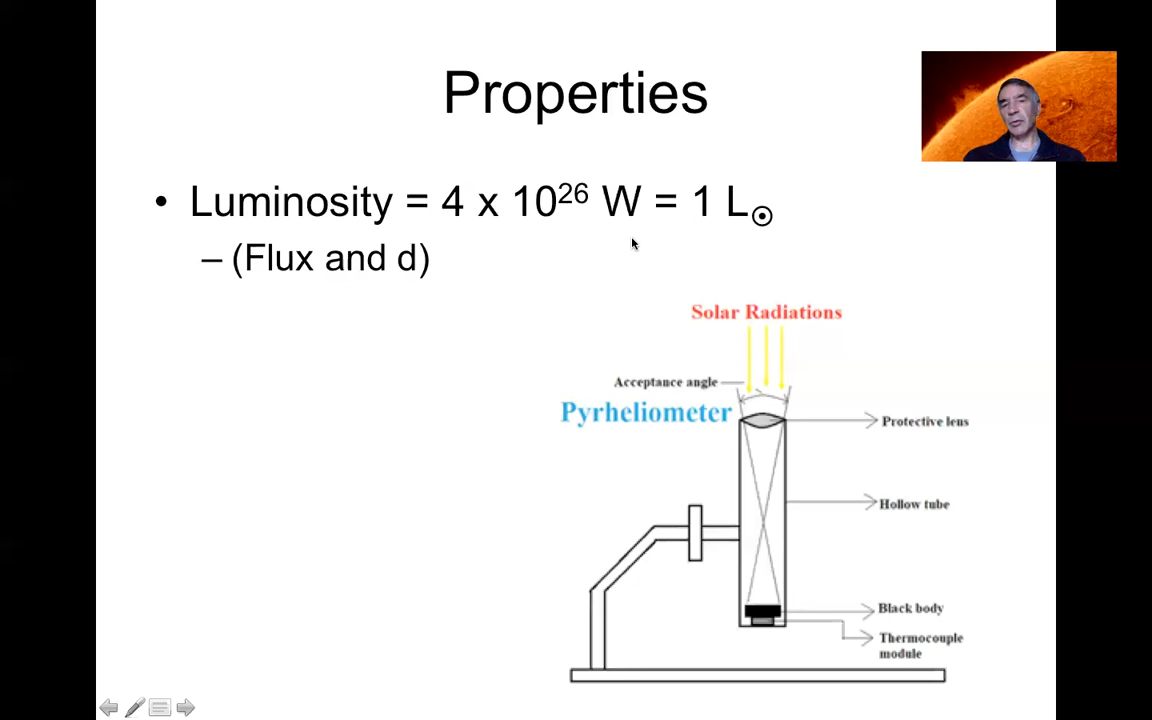 Properties
• Luminosity = 4 x 10²⁶ W = 1 L☉
– (Flux and d)
Solar Radiations
Acceptance angle
Pyrheliometer
Protective lens
Hollow tube
Black body
Thermocouple
module